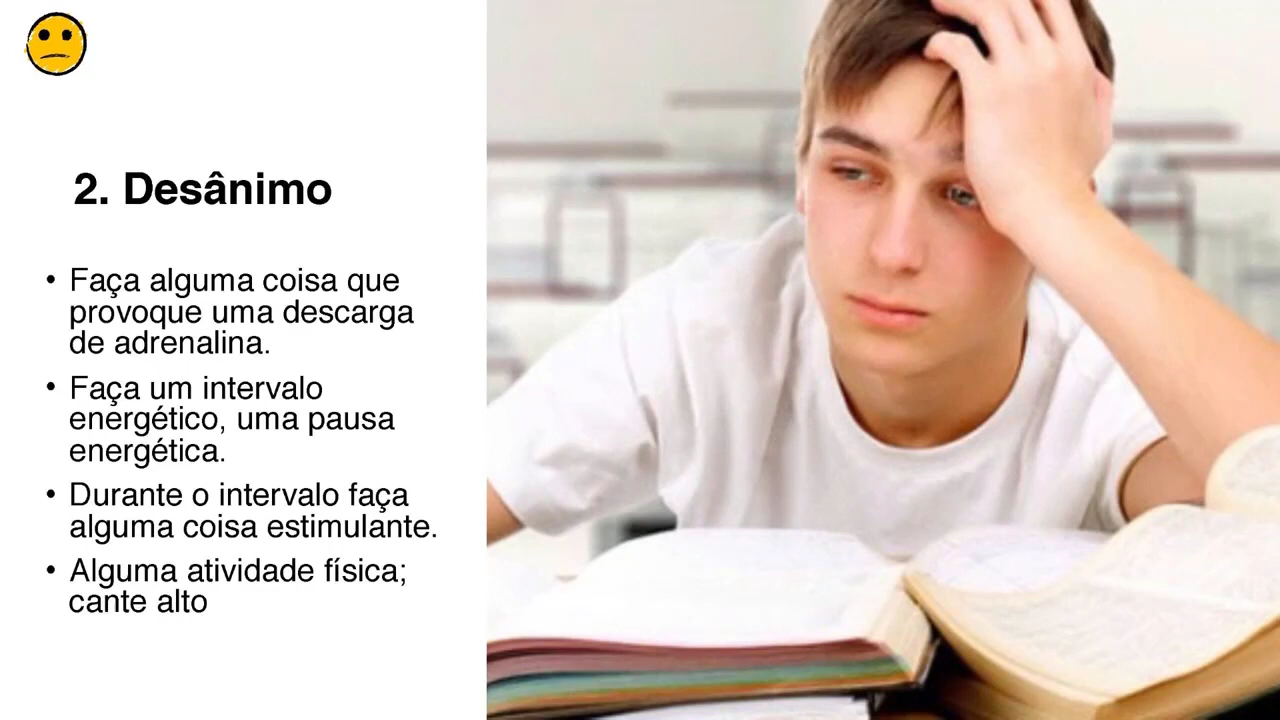 2. Desânimo
• Faça alguma coisa que
provoque uma descarga
de adrenalina.
• Faça um intervalo
energético, uma pausa
energética.
• Durante o intervalo faça
alguma coisa estimulante.
• Alguma atividade física;
cante alto